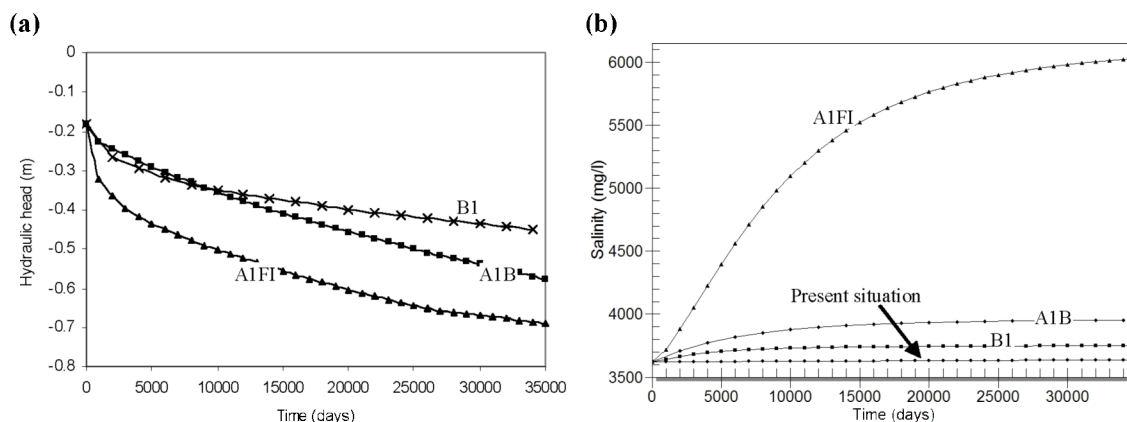 (a)
0
-0.1
-0.2
-0.3
-0.4
-0.5
-0.6
-0.7
-0.8
Hydraulic head (m)
B1
A1B
A1FI
0 5000 10000 15000 20000 25000 30000 35000
Time (days)
(b)
6000
5500
5000
4500
4000
3500
Salinity (mg/l)
A1FI
Present situation
A1B
B1
0 5000 10000 15000 20000 25000 30000
Time (days)